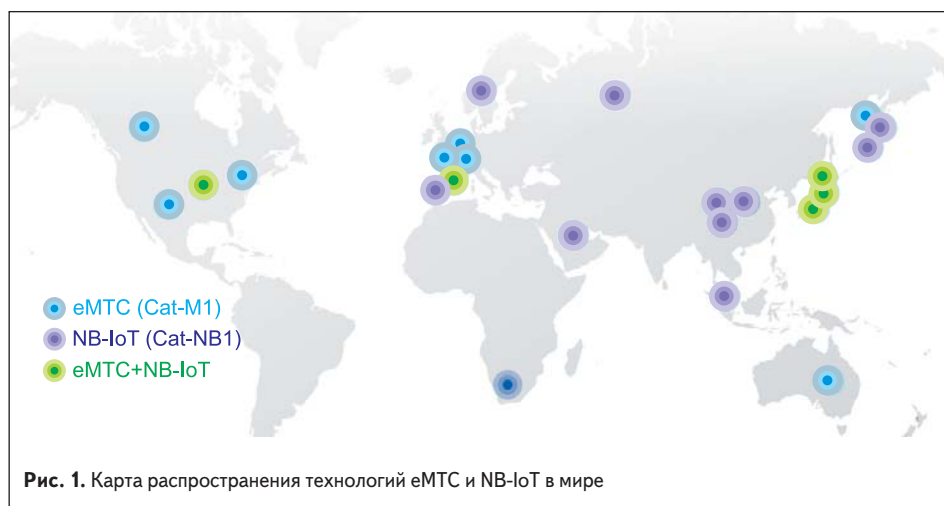 eMTC (Cat-M1)
NB-IoT (Cat-NB1)
eMTC+NB-IoT
Рис. 1. Карта распространения технологий eMTC и NB-IoT в мире